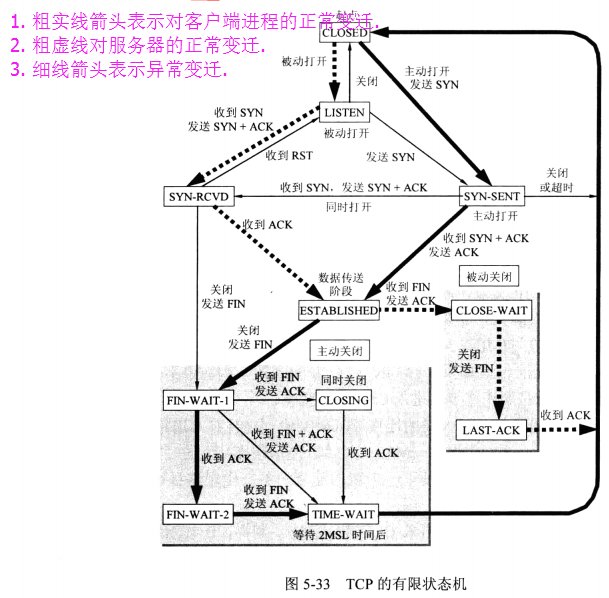 1. 粗实线箭头表示对客户端进程的正常变迁.
2. 粗虚线对服务器的正常变迁.
3. 细线箭头表示异常变迁.
CLOSED
被动打开
关闭
主动打开
发送 SYN
LISTEN
被动打开
收到 SYN
发送 SYN + ACK
收到 RST
发送 SYN
SYN-RCVD
收到 SYN，发送 SYN + ACK
同时打开
SYN-SENT
主动打开
关闭
或超时
收到 ACK
收到 SYN + ACK
发送 ACK
数据传送
阶段
ESTABLISHED
收到 FIN
发送 ACK
被动关闭
CLOSE-WAIT
关闭
发送 FIN
关闭
发送 FIN
主动关闭
关闭
发送 FIN
FIN-WAIT-1
收到 FIN
发送 ACK
同时关闭
CLOSING
LAST-ACK
收到 ACK
收到 ACK
收到 FIN + ACK
发送 ACK
收到 ACK
FIN-WAIT-2
收到 FIN
发送 ACK
TIME-WAIT
等待 2MSL 时间后
图 5-33 TCP 的有限状态机